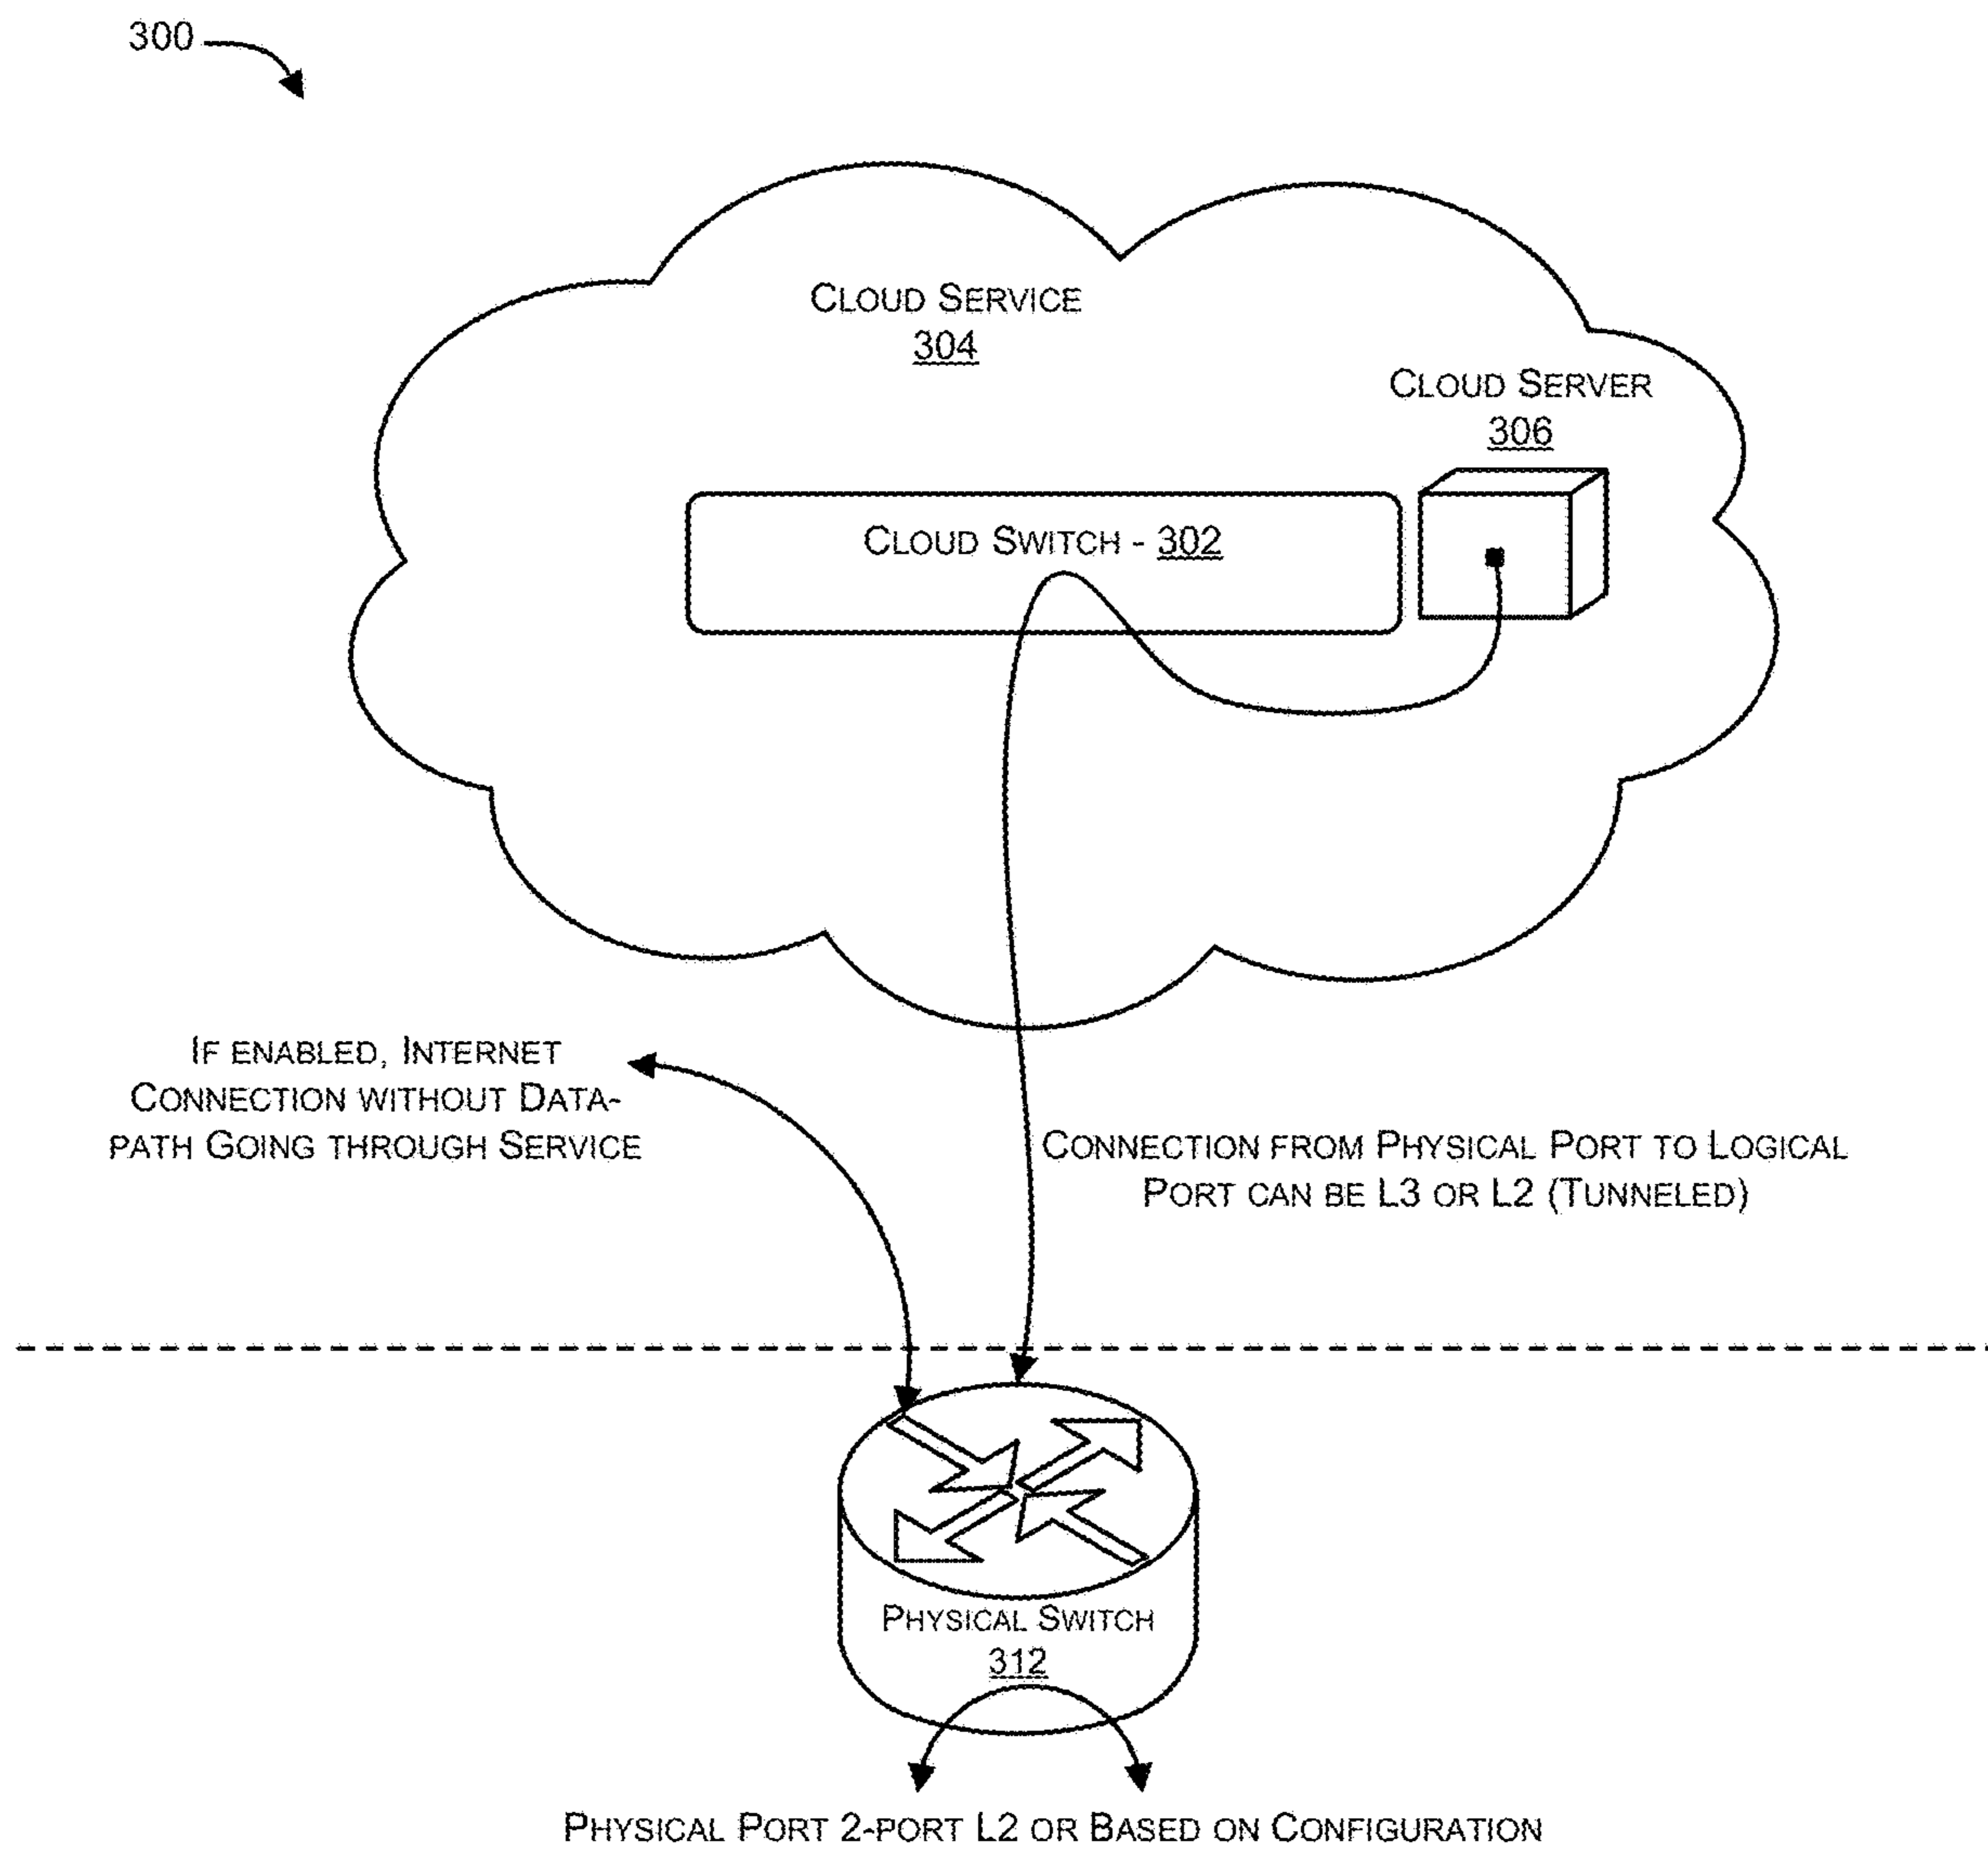 300
CLOUD SERVICE
304
CLOUD SERVER
306
CLOUD SWITCH - 302
IF ENABLED, INTERNET
CONNECTION WITHOUT DATA-
PATH GOING THROUGH SERVICE
CONNECTION FROM PHYSICAL PORT TO LOGICAL
PORT CAN BE L3 OR L2 (TUNNELED)
PHYSICAL SWITCH
312
PHYSICAL PORT 2-PORT L2 OR BASED ON CONFIGURATION